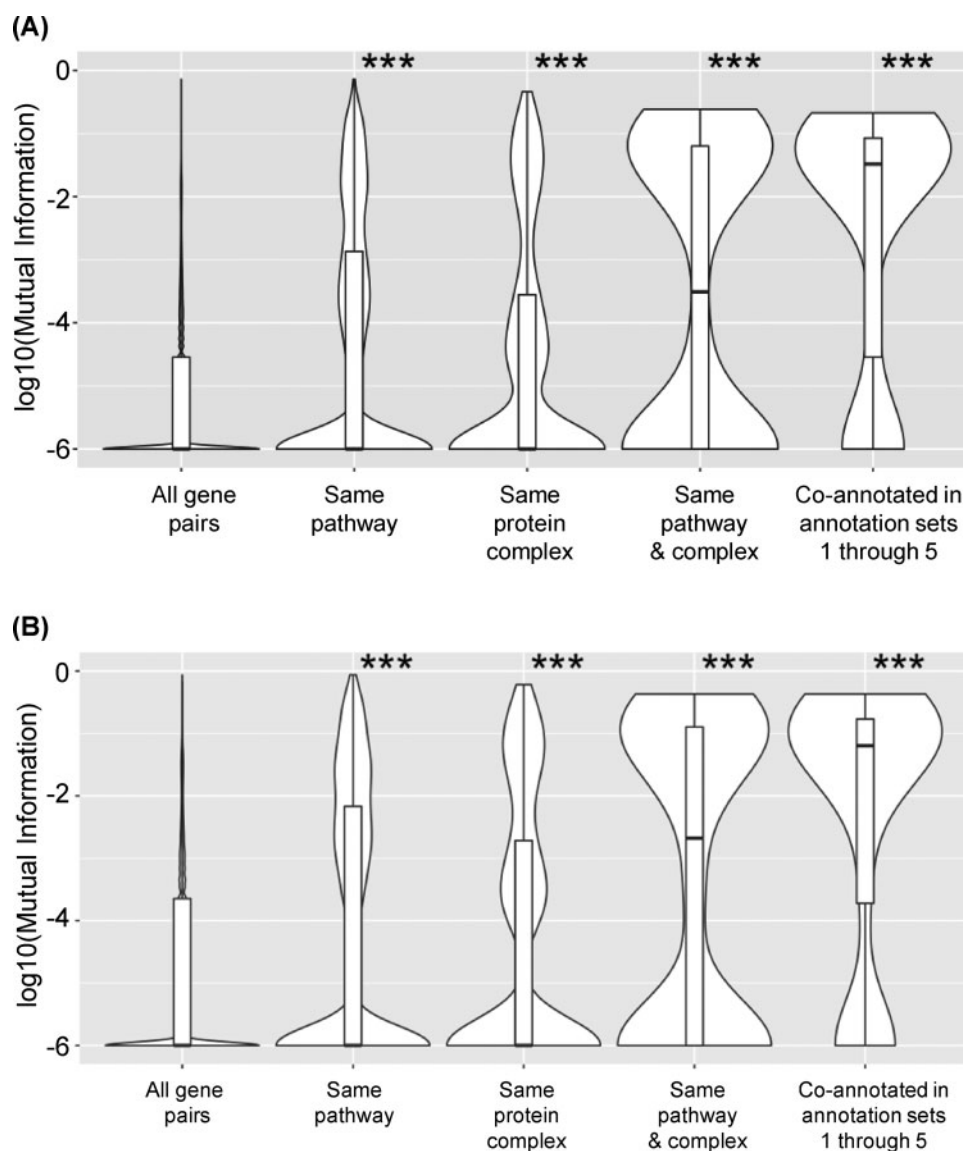 (A)
log10(Mutual Information)
0
-2
-4
-6
***
***
***
***
All gene
pairs
Same
pathway
Same
protein
complex
Same
pathway
& complex
Co-annotated in
annotation sets
1 through 5
(B)
log10(Mutual Information)
0
-2
-4
-6
***
***
***
***
All gene
pairs
Same
pathway
Same
protein
complex
Same
pathway
& complex
Co-annotated in
annotation sets
1 through 5